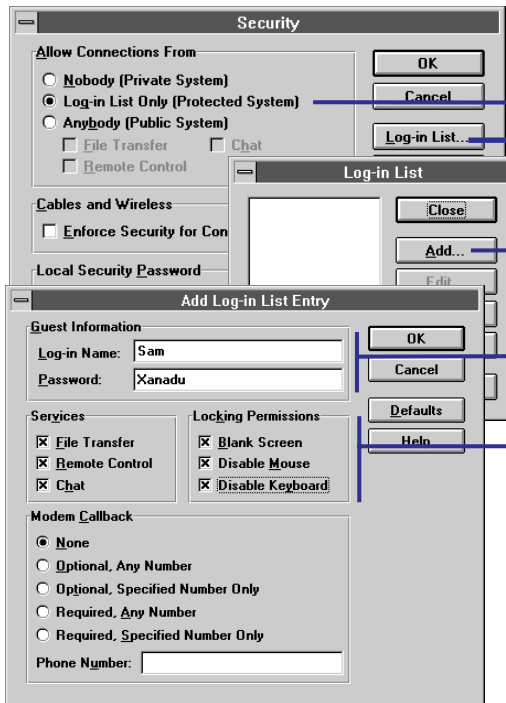 Security
Allow Connections From
Nobody (Private System)
Log-in List Only (Protected System)
Anybody (Public System)
File Transfer
Chat
Remote Control
OK
Cancel
Log-in List...
Cables and Wireless
Enforce Security for Con
Local Security Password
Log-in List
Close
Add...
Edit
Add Log-in List Entry
Guest Information
Log-in Name: Sam
Password: Xanadu
OK
Cancel
Defaults
Help
Services
File Transfer
Remote Control
Chat
Locking Permissions
Blank Screen
Disable Mouse
Disable Keyboard
Modem Callback
None
Optional, Any Number
Optional, Specified Number Only
Required, Any Number
Required, Specified Number Only
Phone Number: